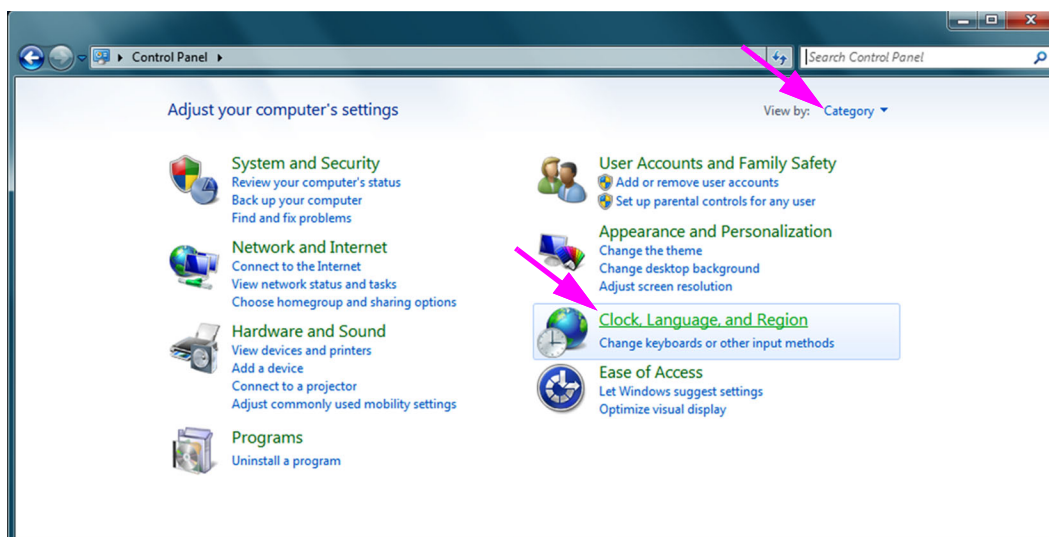 Control Panel
Search Control Panel
Adjust your computer's settings
View by: Category
System and Security
Review your computer's status
Back up your computer
Find and fix problems
Network and Internet
Connect to the Internet
View network status and tasks
Choose homegroup and sharing options
Hardware and Sound
View devices and printers
Add a device
Connect to a projector
Adjust commonly used mobility settings
Programs
Uninstall a program
User Accounts and Family Safety
Add or remove user accounts
Set up parental controls for any user
Appearance and Personalization
Change the theme
Change desktop background
Adjust screen resolution
Clock, Language, and Region
Change keyboards or other input methods
Ease of Access
Let Windows suggest settings
Optimize visual display